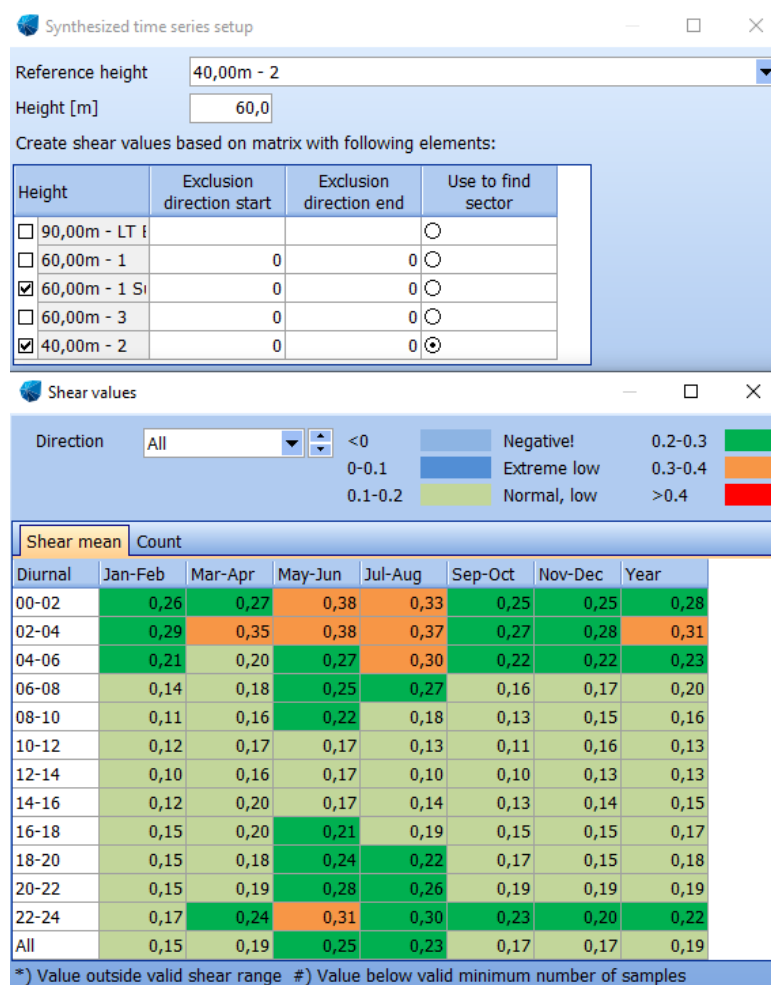 Synthesized time series setup
Reference height 40,00m - 2
Height [m] 60,0
Create shear values based on matrix with following elements:
Height Exclusion direction start Exclusion direction end Use to find sector
90,00m - LT E
60,00m - 1 0 0
60,00m - 1 Su 0 0
60,00m - 3 0 0
40,00m - 2 0 0
Shear values
Direction All <0 Negative! 0.2-0.3
0-0.1 Extreme low 0.3-0.4
0.1-0.2 Normal, low >0.4
Shear mean Count
Diurnal Jan-Feb Mar-Apr May-Jun Jul-Aug Sep-Oct Nov-Dec Year
00-02 0,26 0,27 0,38 0,33 0,25 0,25 0,28
02-04 0,29 0,35 0,38 0,37 0,27 0,28 0,31
04-06 0,21 0,20 0,27 0,30 0,22 0,22 0,23
06-08 0,14 0,18 0,25 0,27 0,16 0,17 0,20
08-10 0,11 0,16 0,22 0,18 0,13 0,15 0,16
10-12 0,12 0,17 0,17 0,13 0,11 0,16 0,13
12-14 0,10 0,16 0,17 0,10 0,10 0,13 0,13
14-16 0,12 0,20 0,17 0,14 0,13 0,14 0,15
16-18 0,15 0,20 0,21 0,19 0,15 0,15 0,17
18-20 0,15 0,18 0,24 0,22 0,17 0,15 0,18
20-22 0,15 0,19 0,28 0,26 0,19 0,19 0,19
22-24 0,17 0,24 0,31 0,30 0,23 0,20 0,22
All 0,15 0,19 0,25 0,23 0,17 0,17 0,19
*) Value outside valid shear range #) Value below valid minimum number of samples